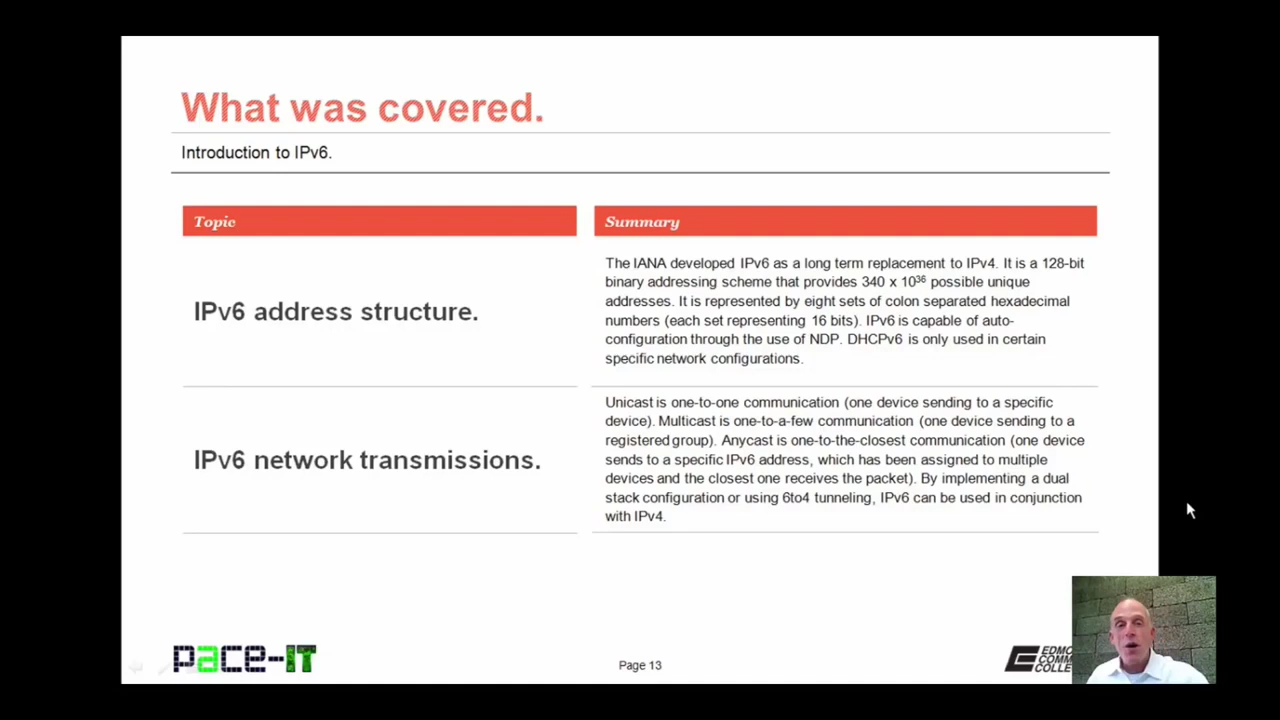 What was covered.
Introduction to IPv6.
Topic
Summary
IPv6 address structure.
The IANA developed IPv6 as a long term replacement to IPv4. It is a 128-bit
binary addressing scheme that provides 340 x 10³⁶ possible unique
addresses. It is represented by eight sets of colon separated hexadecimal
numbers (each set representing 16 bits). IPv6 is capable of auto-
configuration through the use of NDP. DHCPv6 is only used in certain
specific network configurations.
IPv6 network transmissions.
Unicast is one-to-one communication (one device sending to a specific
device). Multicast is one-to-a-few communication (one device sending to a
registered group). Anycast is one-to-the-closest communication (one device
sends to a specific IPv6 address, which has been assigned to multiple
devices and the closest one receives the packet). By implementing a dual
stack configuration or using 6to4 tunneling, IPv6 can be used in conjunction
with IPv4.
pace-IT
Page 13